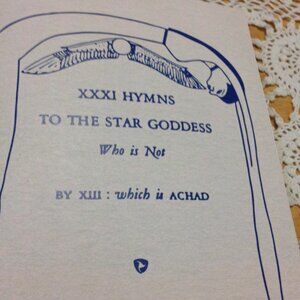 XXXI HYMNS
TO THE STAR GODDESS
Who is Not
BY XIII : which is ACHAD